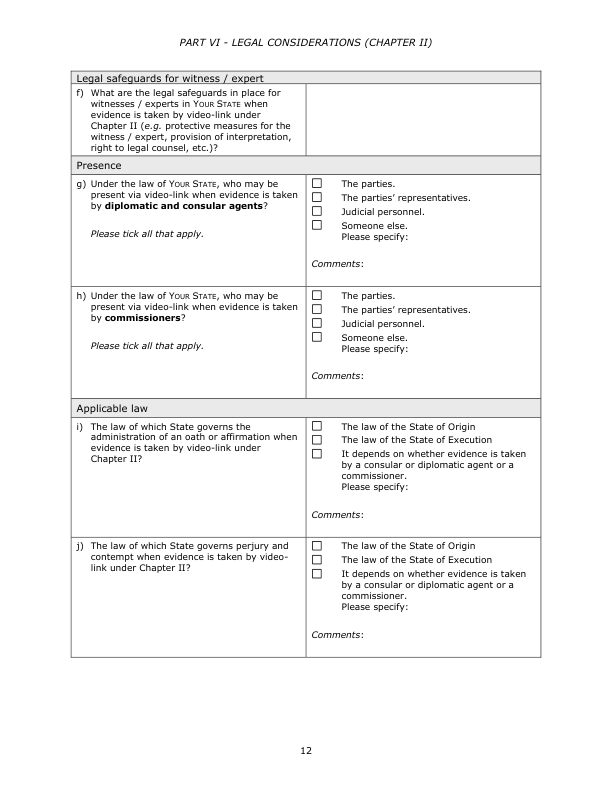 PART VI - LEGAL CONSIDERATIONS (CHAPTER II)
Legal safeguards for witness / expert
f) What are the legal safeguards in place for
witnesses / experts in YOUR STATE when
evidence is taken by video-link under
Chapter II (e.g. protective measures for the
witness / expert, provision of interpretation,
right to legal counsel, etc.)?
Presence
g) Under the law of YOUR STATE, who may be
present via video-link when evidence is taken
by diplomatic and consular agents?
Please tick all that apply.
☐ The parties.
☐ The parties’ representatives.
☐ Judicial personnel.
☐ Someone else.
Please specify:
Comments:
h) Under the law of YOUR STATE, who may be
present via video-link when evidence is taken
by commissioners?
Please tick all that apply.
☐ The parties.
☐ The parties’ representatives.
☐ Judicial personnel.
☐ Someone else.
Please specify:
Comments:
Applicable law
i) The law of which State governs the
administration of an oath or affirmation when
evidence is taken by video-link under
Chapter II?
☐ The law of the State of Origin
☐ The law of the State of Execution
☐ It depends on whether evidence is taken
by a consular or diplomatic agent or a
commissioner.
Please specify:
Comments:
j) The law of which State governs perjury and
contempt when evidence is taken by video-
link under Chapter II?
☐ The law of the State of Origin
☐ The law of the State of Execution
☐ It depends on whether evidence is taken
by a consular or diplomatic agent or a
commissioner.
Please specify:
Comments:
12